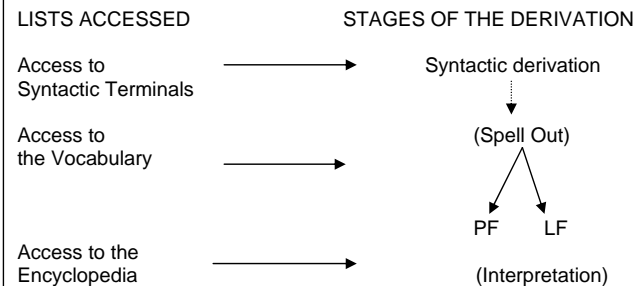 LISTS ACCESSED STAGES OF THE DERIVATION
Access to Syntactic derivation
Syntactic Terminals
Access to (Spell Out)
the Vocabulary
PF LF
Access to the
Encyclopedia (Interpretation)